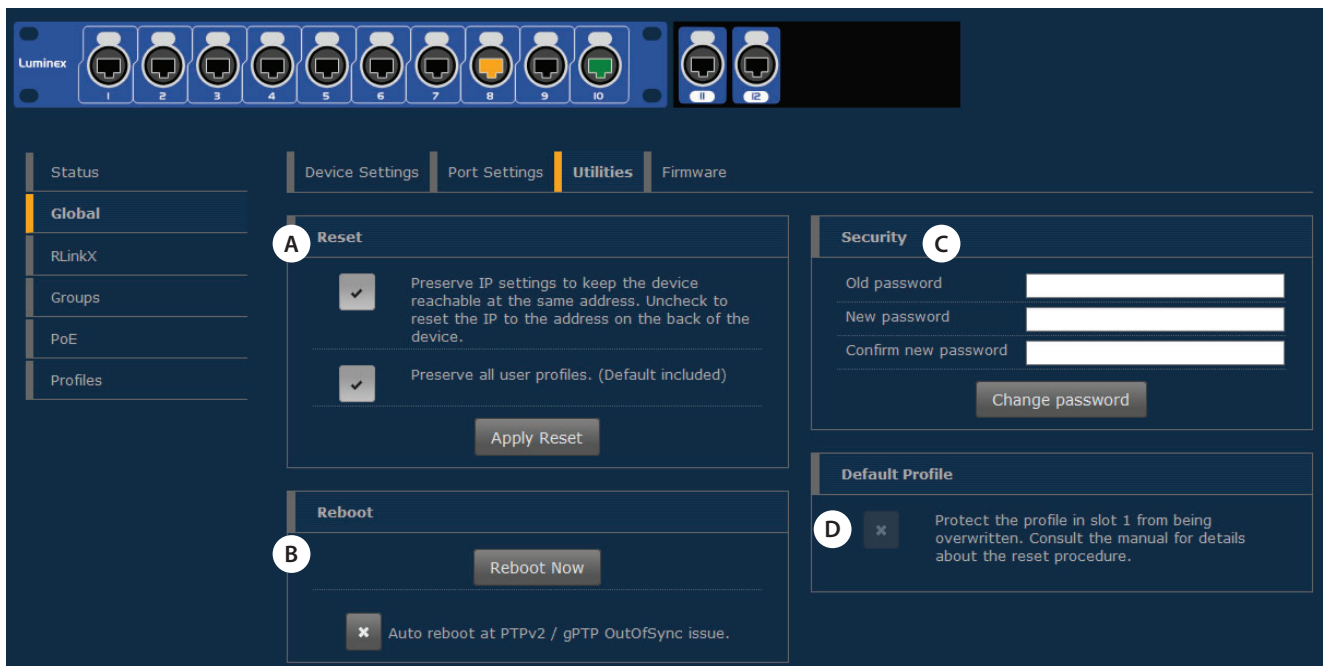 Luminex
1 2 3 4 5 6 7 8 9 10 11 12
Status
Global
RLinkX
Groups
PoE
Profiles
Device Settings Port Settings Utilities Firmware
A Reset
Preserve IP settings to keep the device
reachable at the same address. Uncheck to
reset the IP to the address on the back of the
device.
Preserve all user profiles. (Default included)
Apply Reset
Reboot
B
Reboot Now
Auto reboot at PTPv2 / gPTP OutOfSync issue.
Security C
Old password
New password
Confirm new password
Change password
Default Profile
D
Protect the profile in slot 1 from being
overwritten. Consult the manual for details
about the reset procedure.